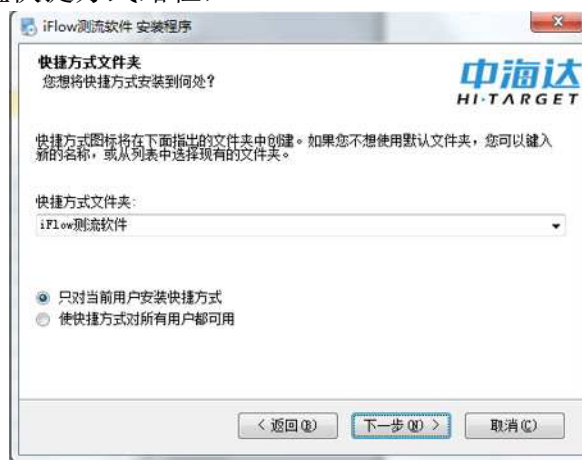 iFlow测流软件 安装程序
快捷方式文件夹
您想将快捷方式安装到何处？
中海达
HI·TARGET
快捷方式图标将在下面指出的文件夹中创建。如果您不想使用默认文件夹，您可以键入
新的名称，或从列表中选择现有的文件夹。
快捷方式文件夹:
iFlow测流软件
只对当前用户安装快捷方式
使快捷方式对所有用户都可用
< 返回(B)
下一步(N) >
取消(C)